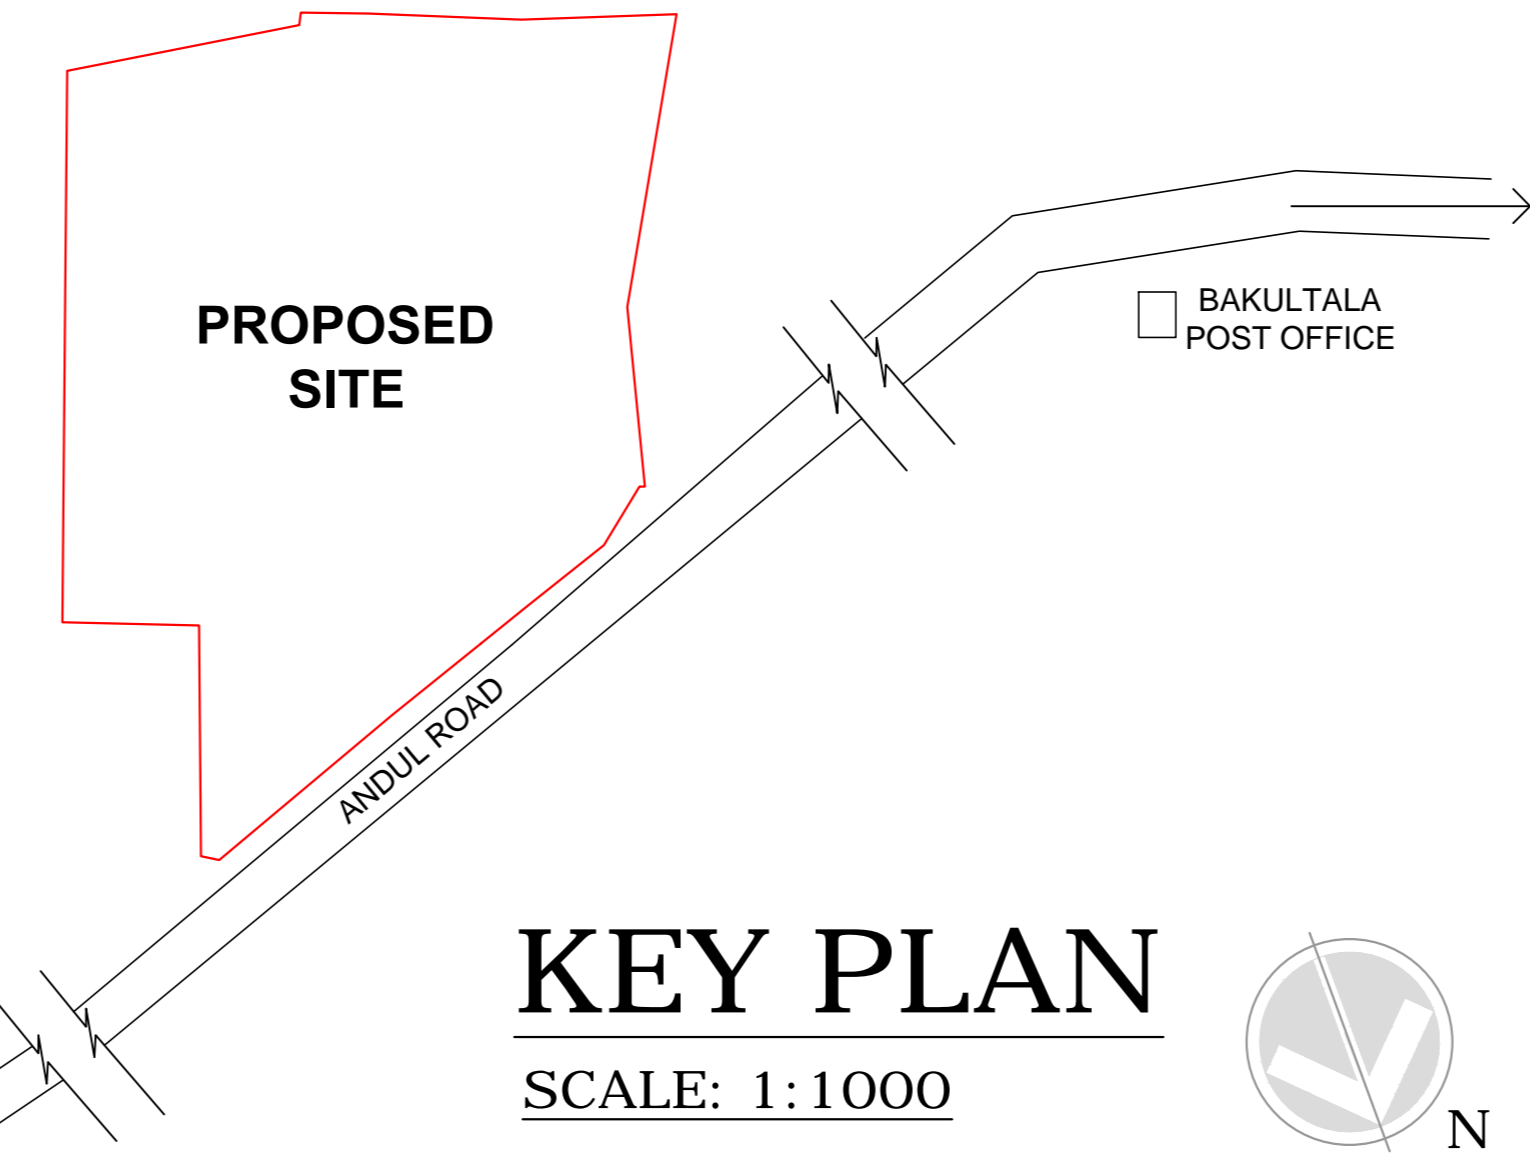 PROPOSED
SITE
BAKULTALA
POST OFFICE
ANDUL ROAD
KEY PLAN
SCALE: 1:1000
N